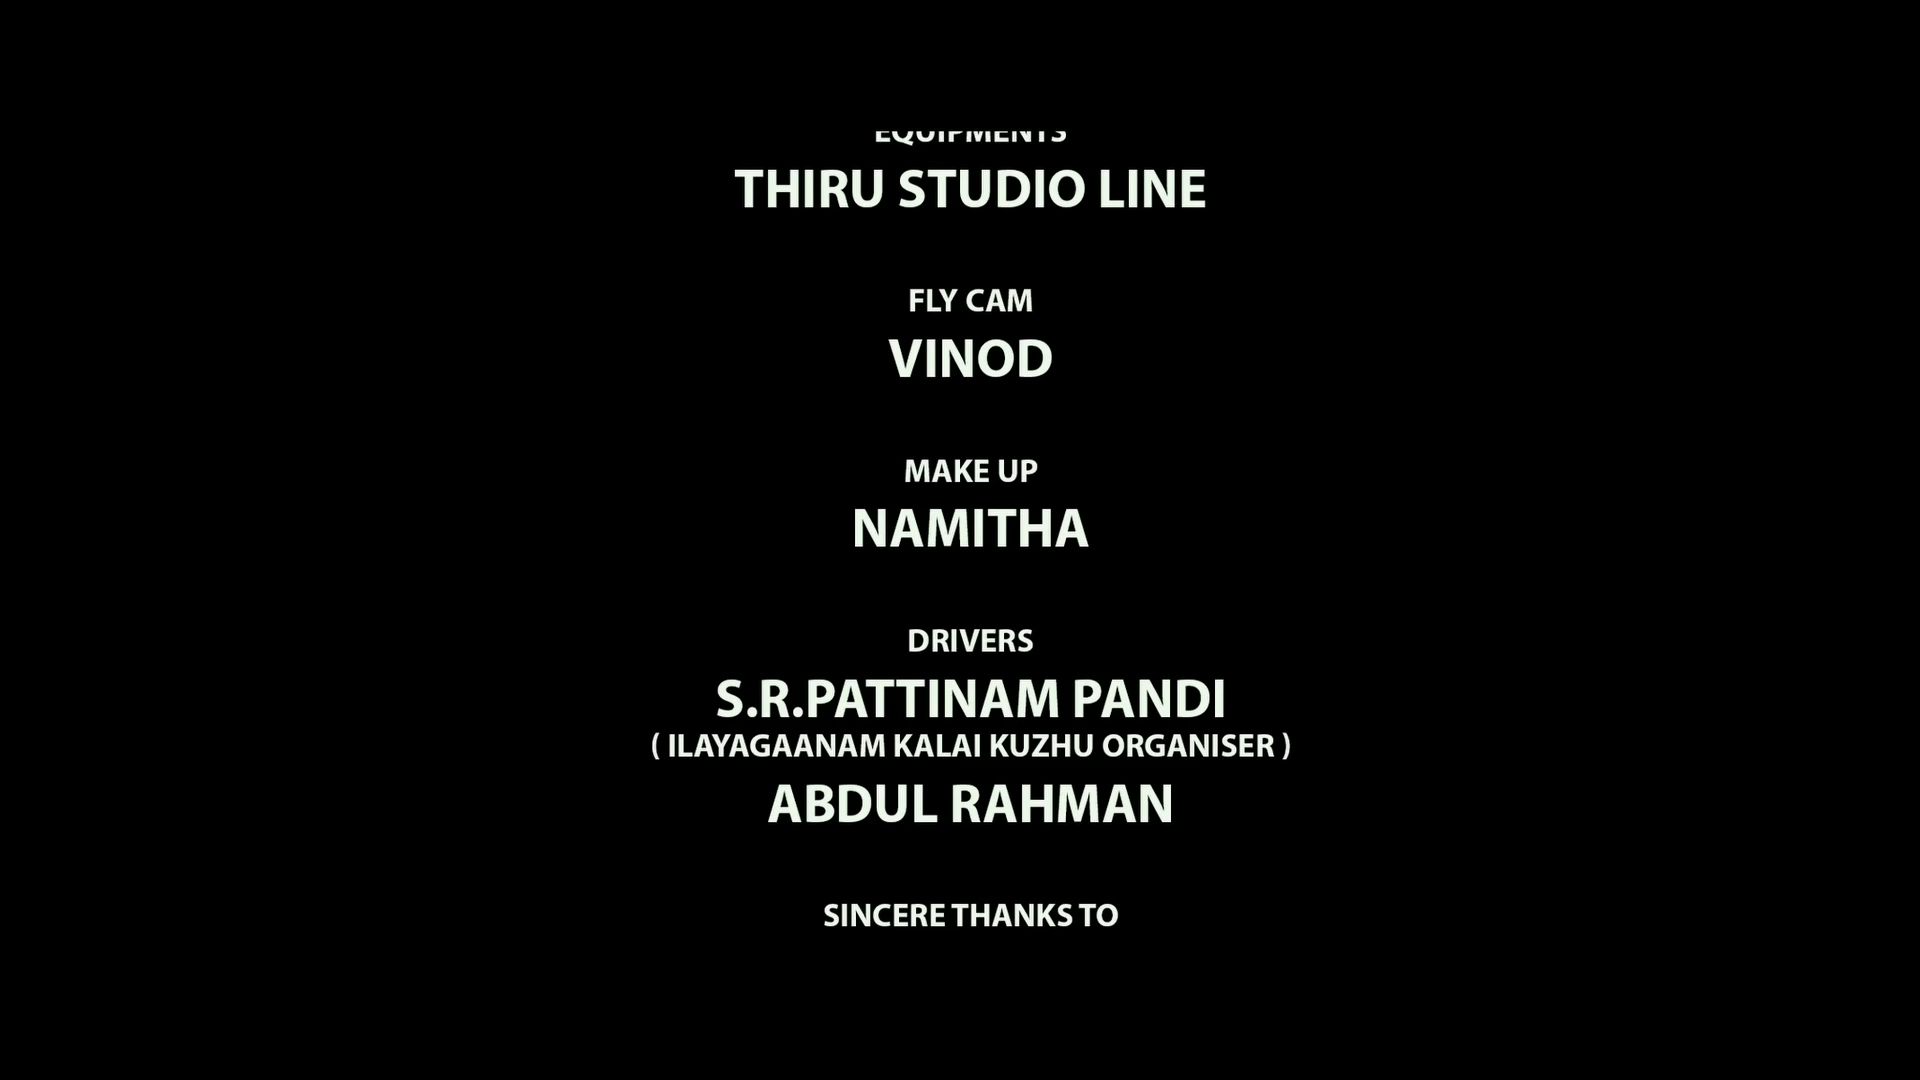 EQUIPMENTS
THIRU STUDIO LINE
FLY CAM
VINOD
MAKE UP
NAMITHA
DRIVERS
S.R.PATTINAM PANDI
( ILAYAGAANAM KALAI KUZHU ORGANISER )
ABDUL RAHMAN
SINCERE THANKS TO